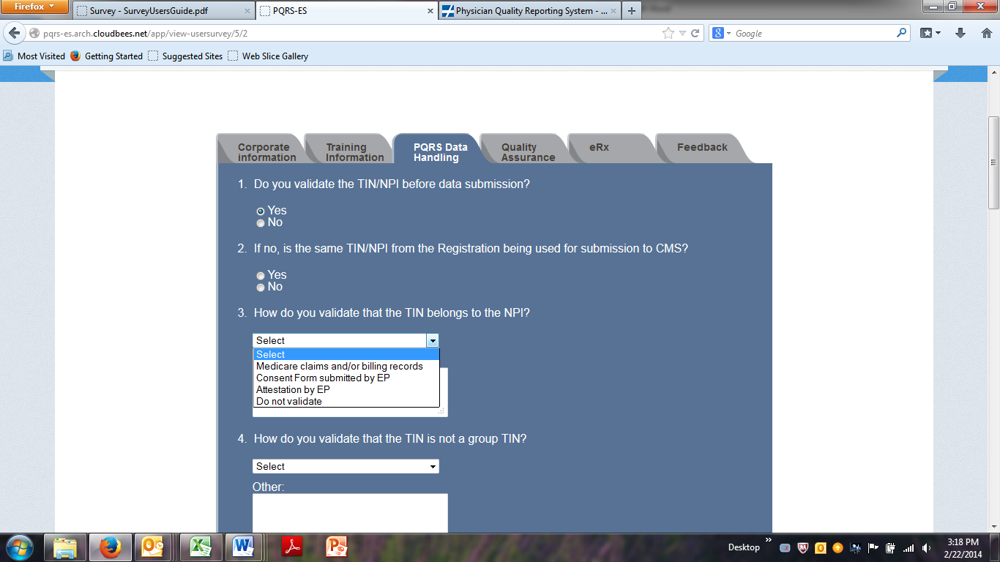 Firefox
Survey - SurveyUsersGuide.pdf
PQRS-ES
Physician Quality Reporting System - ...
pqrs-es.arch.cloudbees.net/app/view-usersurvey/5/2
Google
Most Visited
Getting Started
Suggested Sites
Web Slice Gallery
Corporate
information
Training
Information
PQRS Data
Handling
Quality
Assurance
eRx
Feedback
1. Do you validate the TIN/NPI before data submission?
Yes
No
2. If no, is the same TIN/NPI from the Registration being used for submission to CMS?
Yes
No
3. How do you validate that the TIN belongs to the NPI?
Select
Select
Medicare claims and/or billing records
Consent Form submitted by EP
Attestation by EP
Do not validate
4. How do you validate that the TIN is not a group TIN?
Select
Other:
Desktop
3:18 PM
2/22/2014